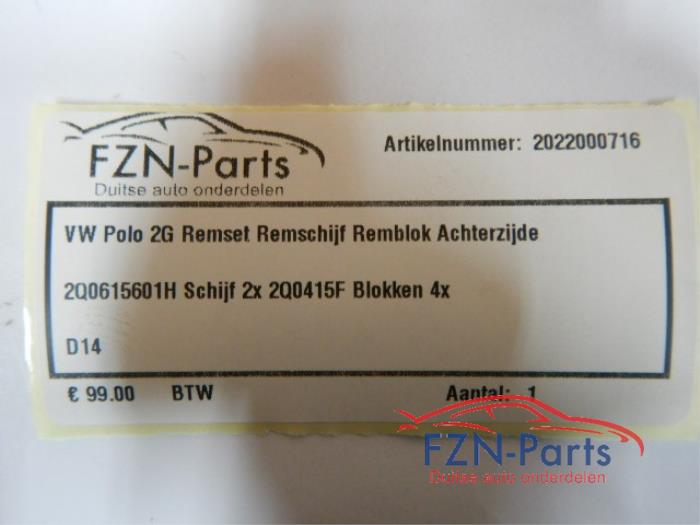 FZN-Parts
Duitse auto onderdelen
Artikelnummer: 2022000716
VW Polo 2G Remset Remschijf Remblok Achterzijde
2Q0615601H Schijf 2x 2Q0415F Blokken 4x
D14
€ 99.00 BTW Aantal: 1
FZN-Parts
Duitse auto onderdelen